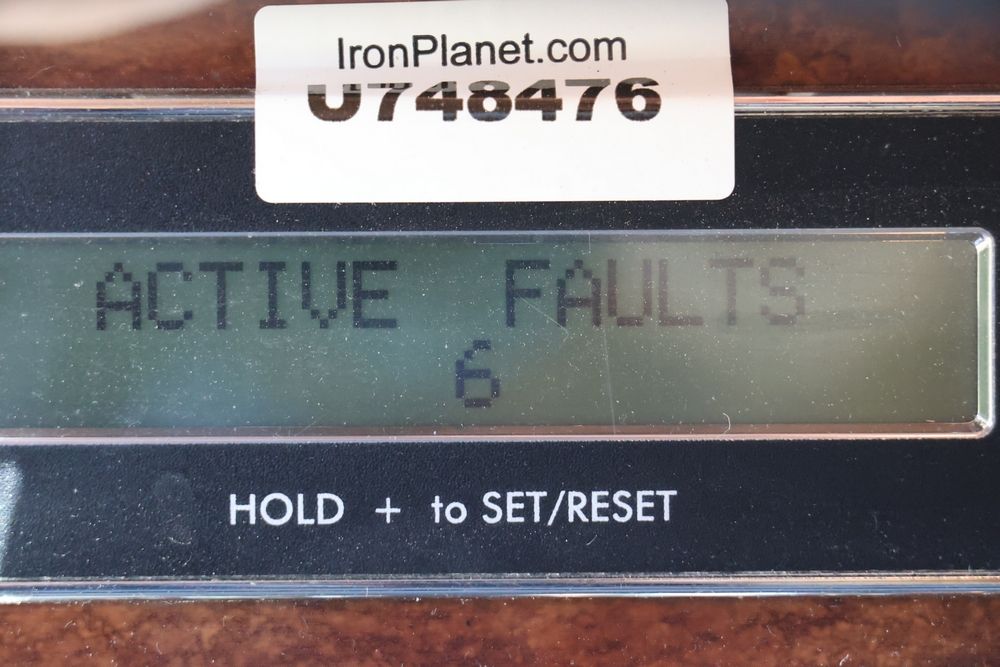 IronPlanet.com
U748476
ACTIVE FAULTS
6
HOLD + to SET/RESET